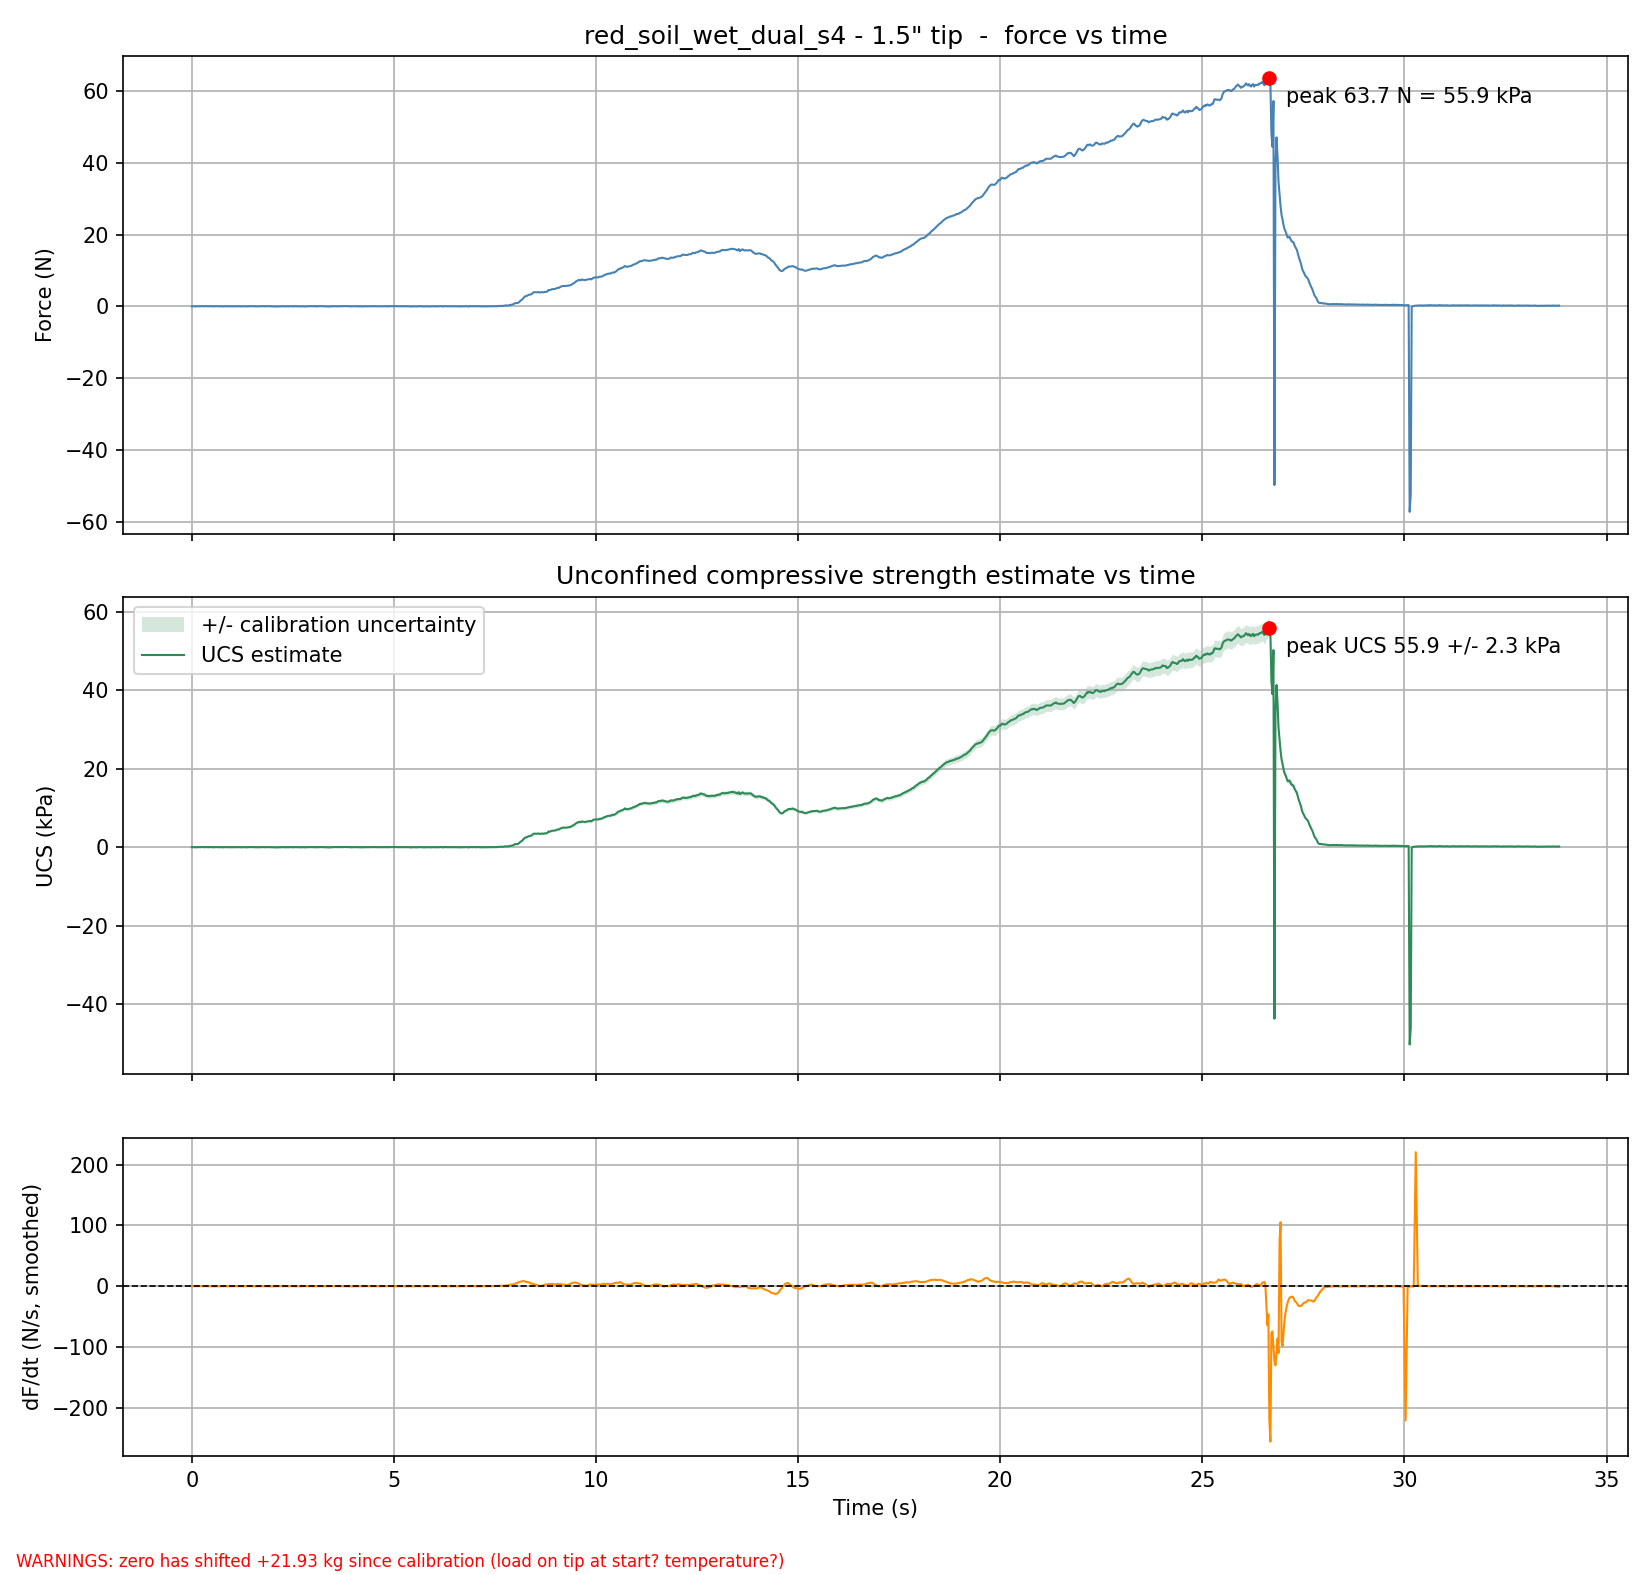 red_soil_wet_dual_s4 - 1.5" tip  -  force vs time
60
40
20
0
−20
−40
−60
Force (N)
peak 63.7 N = 55.9 kPa
Unconfined compressive strength estimate vs time
60
40
20
0
−20
−40
UCS (kPa)
+/- calibration uncertainty
UCS estimate
peak UCS 55.9 +/- 2.3 kPa
200
100
0
−100
−200
dF/dt (N/s, smoothed)
0 5 10 15 20 25 30 35
Time (s)
WARNINGS: zero has shifted +21.93 kg since calibration (load on tip at start? temperature?)